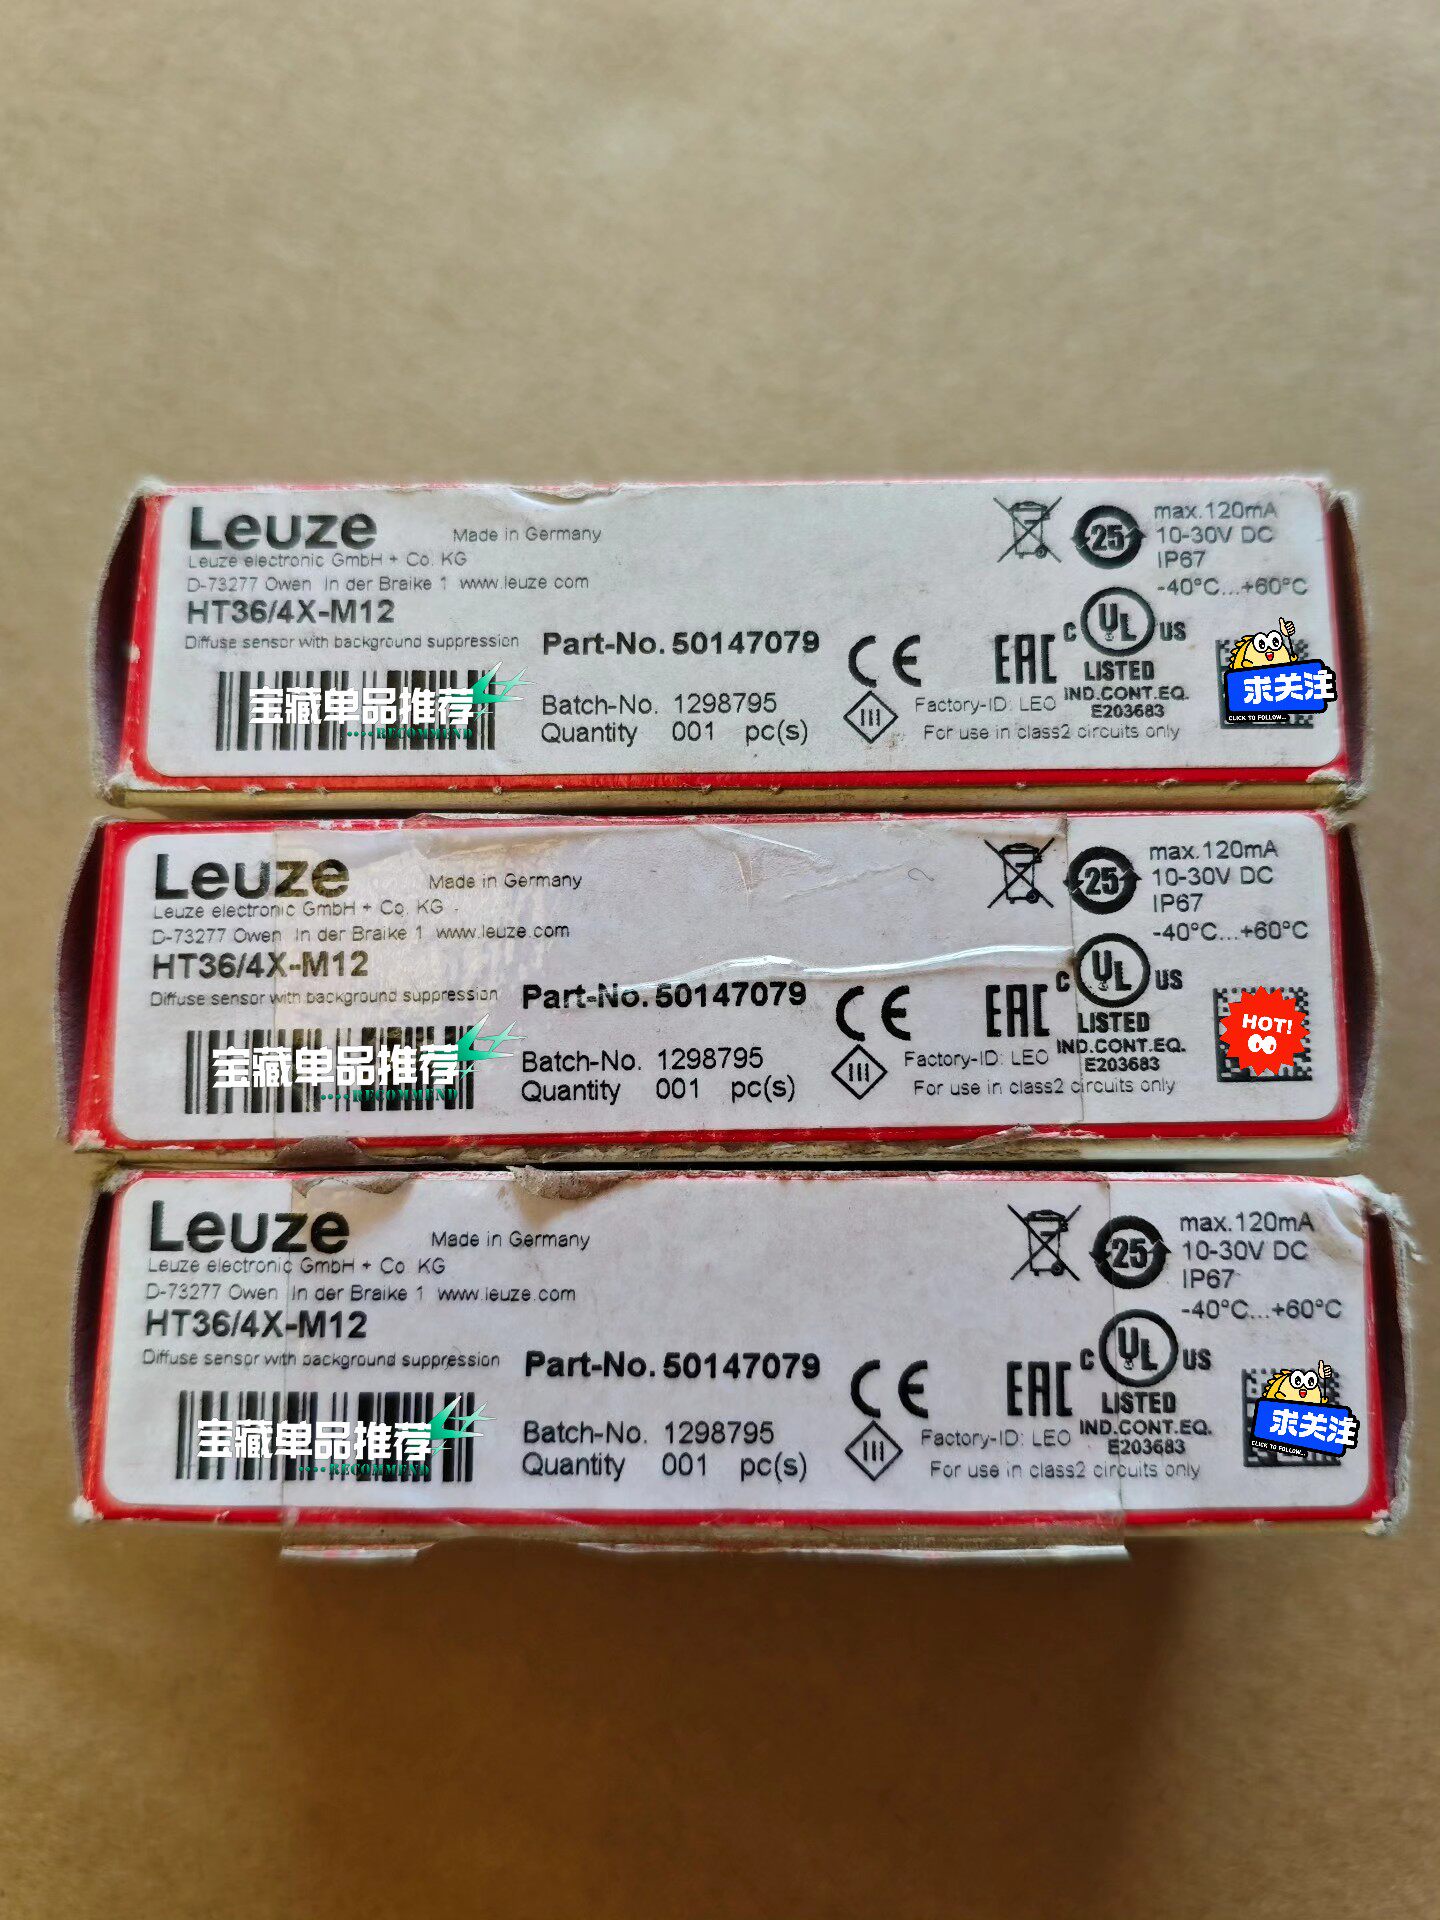 Leuze
Made in Germany
Leuze electronic GmbH + Co. KG
D-73277 Owen In der Braike 1 www.leuze.com
HT36/4X-M12
Diffuse sensor with background suppression
Part-No. 50147079
Batch-No. 1298795
Quantity 001 pc(s)
宝藏单品推荐
RECOMMEND
CE
EAC
Factory-ID: LEO
For use in class2 circuits only
25
max.120mA
10-30V DC
IP67
-40°C...+60°C
C UL US
LISTED
IND.CONT.EQ.
E203683
求关注
CLICK TO FOLLOW...
Leuze
Made in Germany
Leuze electronic GmbH + Co. KG
D-73277 Owen In der Braike 1 www.leuze.com
HT36/4X-M12
Diffuse sensor with background suppression
Part-No. 50147079
Batch-No. 1298795
Quantity 001 pc(s)
宝藏单品推荐
RECOMMEND
CE
EAC
Factory-ID: LEO
For use in class2 circuits only
25
max.120mA
10-30V DC
IP67
-40°C...+60°C
C UL US
LISTED
IND.CONT.EQ.
E203683
HOT!
Leuze
Made in Germany
Leuze electronic GmbH + Co. KG
D-73277 Owen In der Braike 1 www.leuze.com
HT36/4X-M12
Diffuse sensor with background suppression
Part-No. 50147079
Batch-No. 1298795
Quantity 001 pc(s)
宝藏单品推荐
RECOMMEND
CE
EAC
Factory-ID: LEO
For use in class2 circuits only
25
max.120mA
10-30V DC
IP67
-40°C...+60°C
C UL US
LISTED
IND.CONT.EQ.
E203683
求关注
CLICK TO FOLLOW...